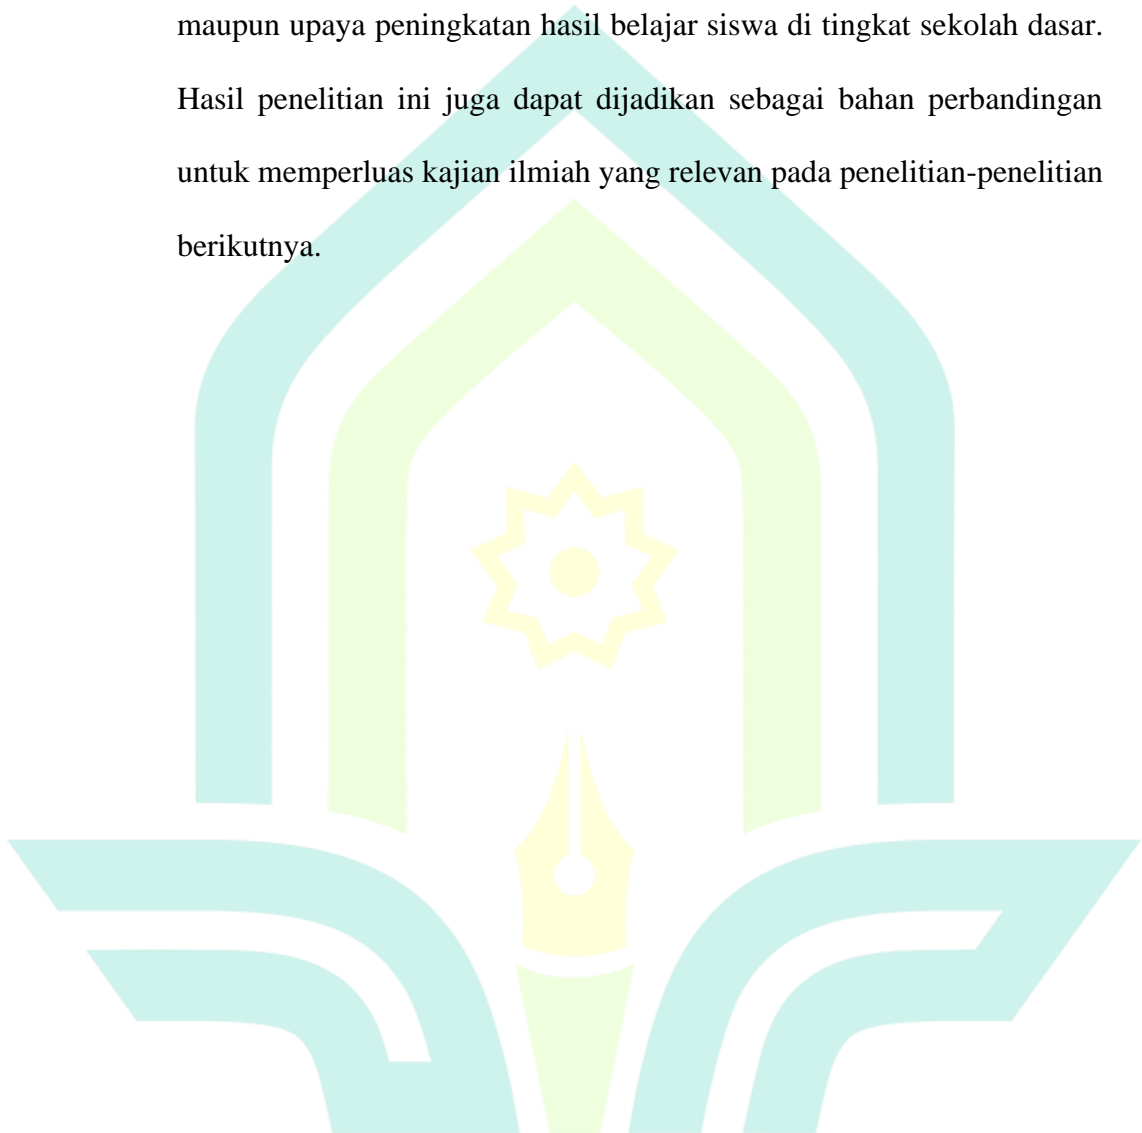 maupun upaya peningkatan hasil belajar siswa di tingkat sekolah dasar.
Hasil penelitian ini juga dapat dijadikan sebagai bahan perbandingan
untuk memperluas kajian ilmiah yang relevan pada penelitian-penelitian
berikutnya.